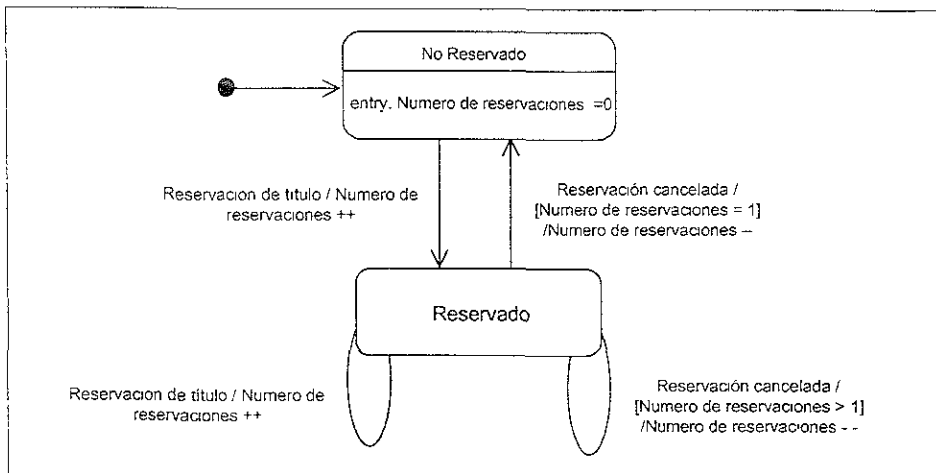 No Reservado
entry. Numero de reservaciones =0
Reservacion de titulo / Numero de
reservaciones ++
Reservación cancelada /
[Numero de reservaciones = 1]
/Numero de reservaciones --
Reservado
Reservacion de título / Numero de
reservaciones ++
Reservación cancelada /
[Numero de reservaciones > 1]
/Numero de reservaciones - -